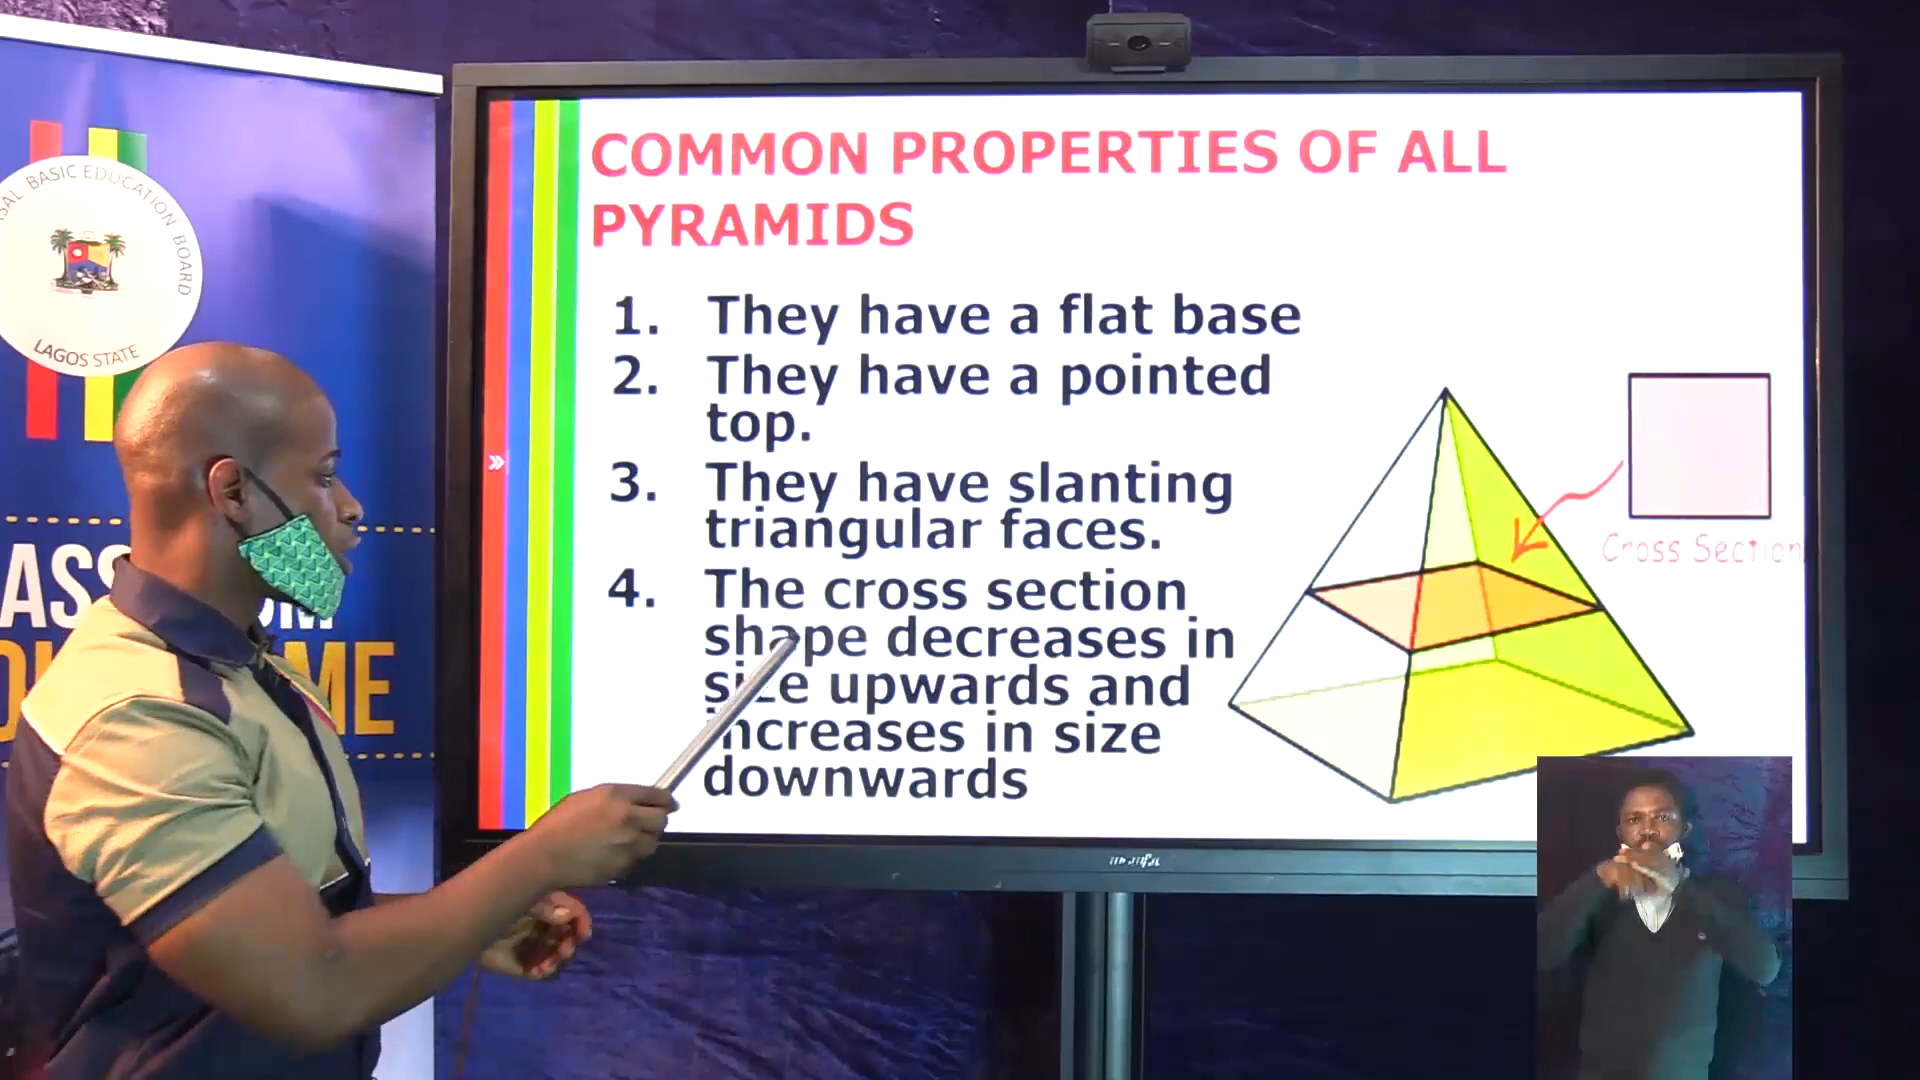 BASIC EDUCATION BOARD
LAGOS STATE
COMMON PROPERTIES OF ALL
PYRAMIDS
1. They have a flat base
2. They have a pointed
top.
3. They have slanting
triangular faces.
4. The cross section
shape decreases in
size upwards and
increases in size
downwards
Cross Section